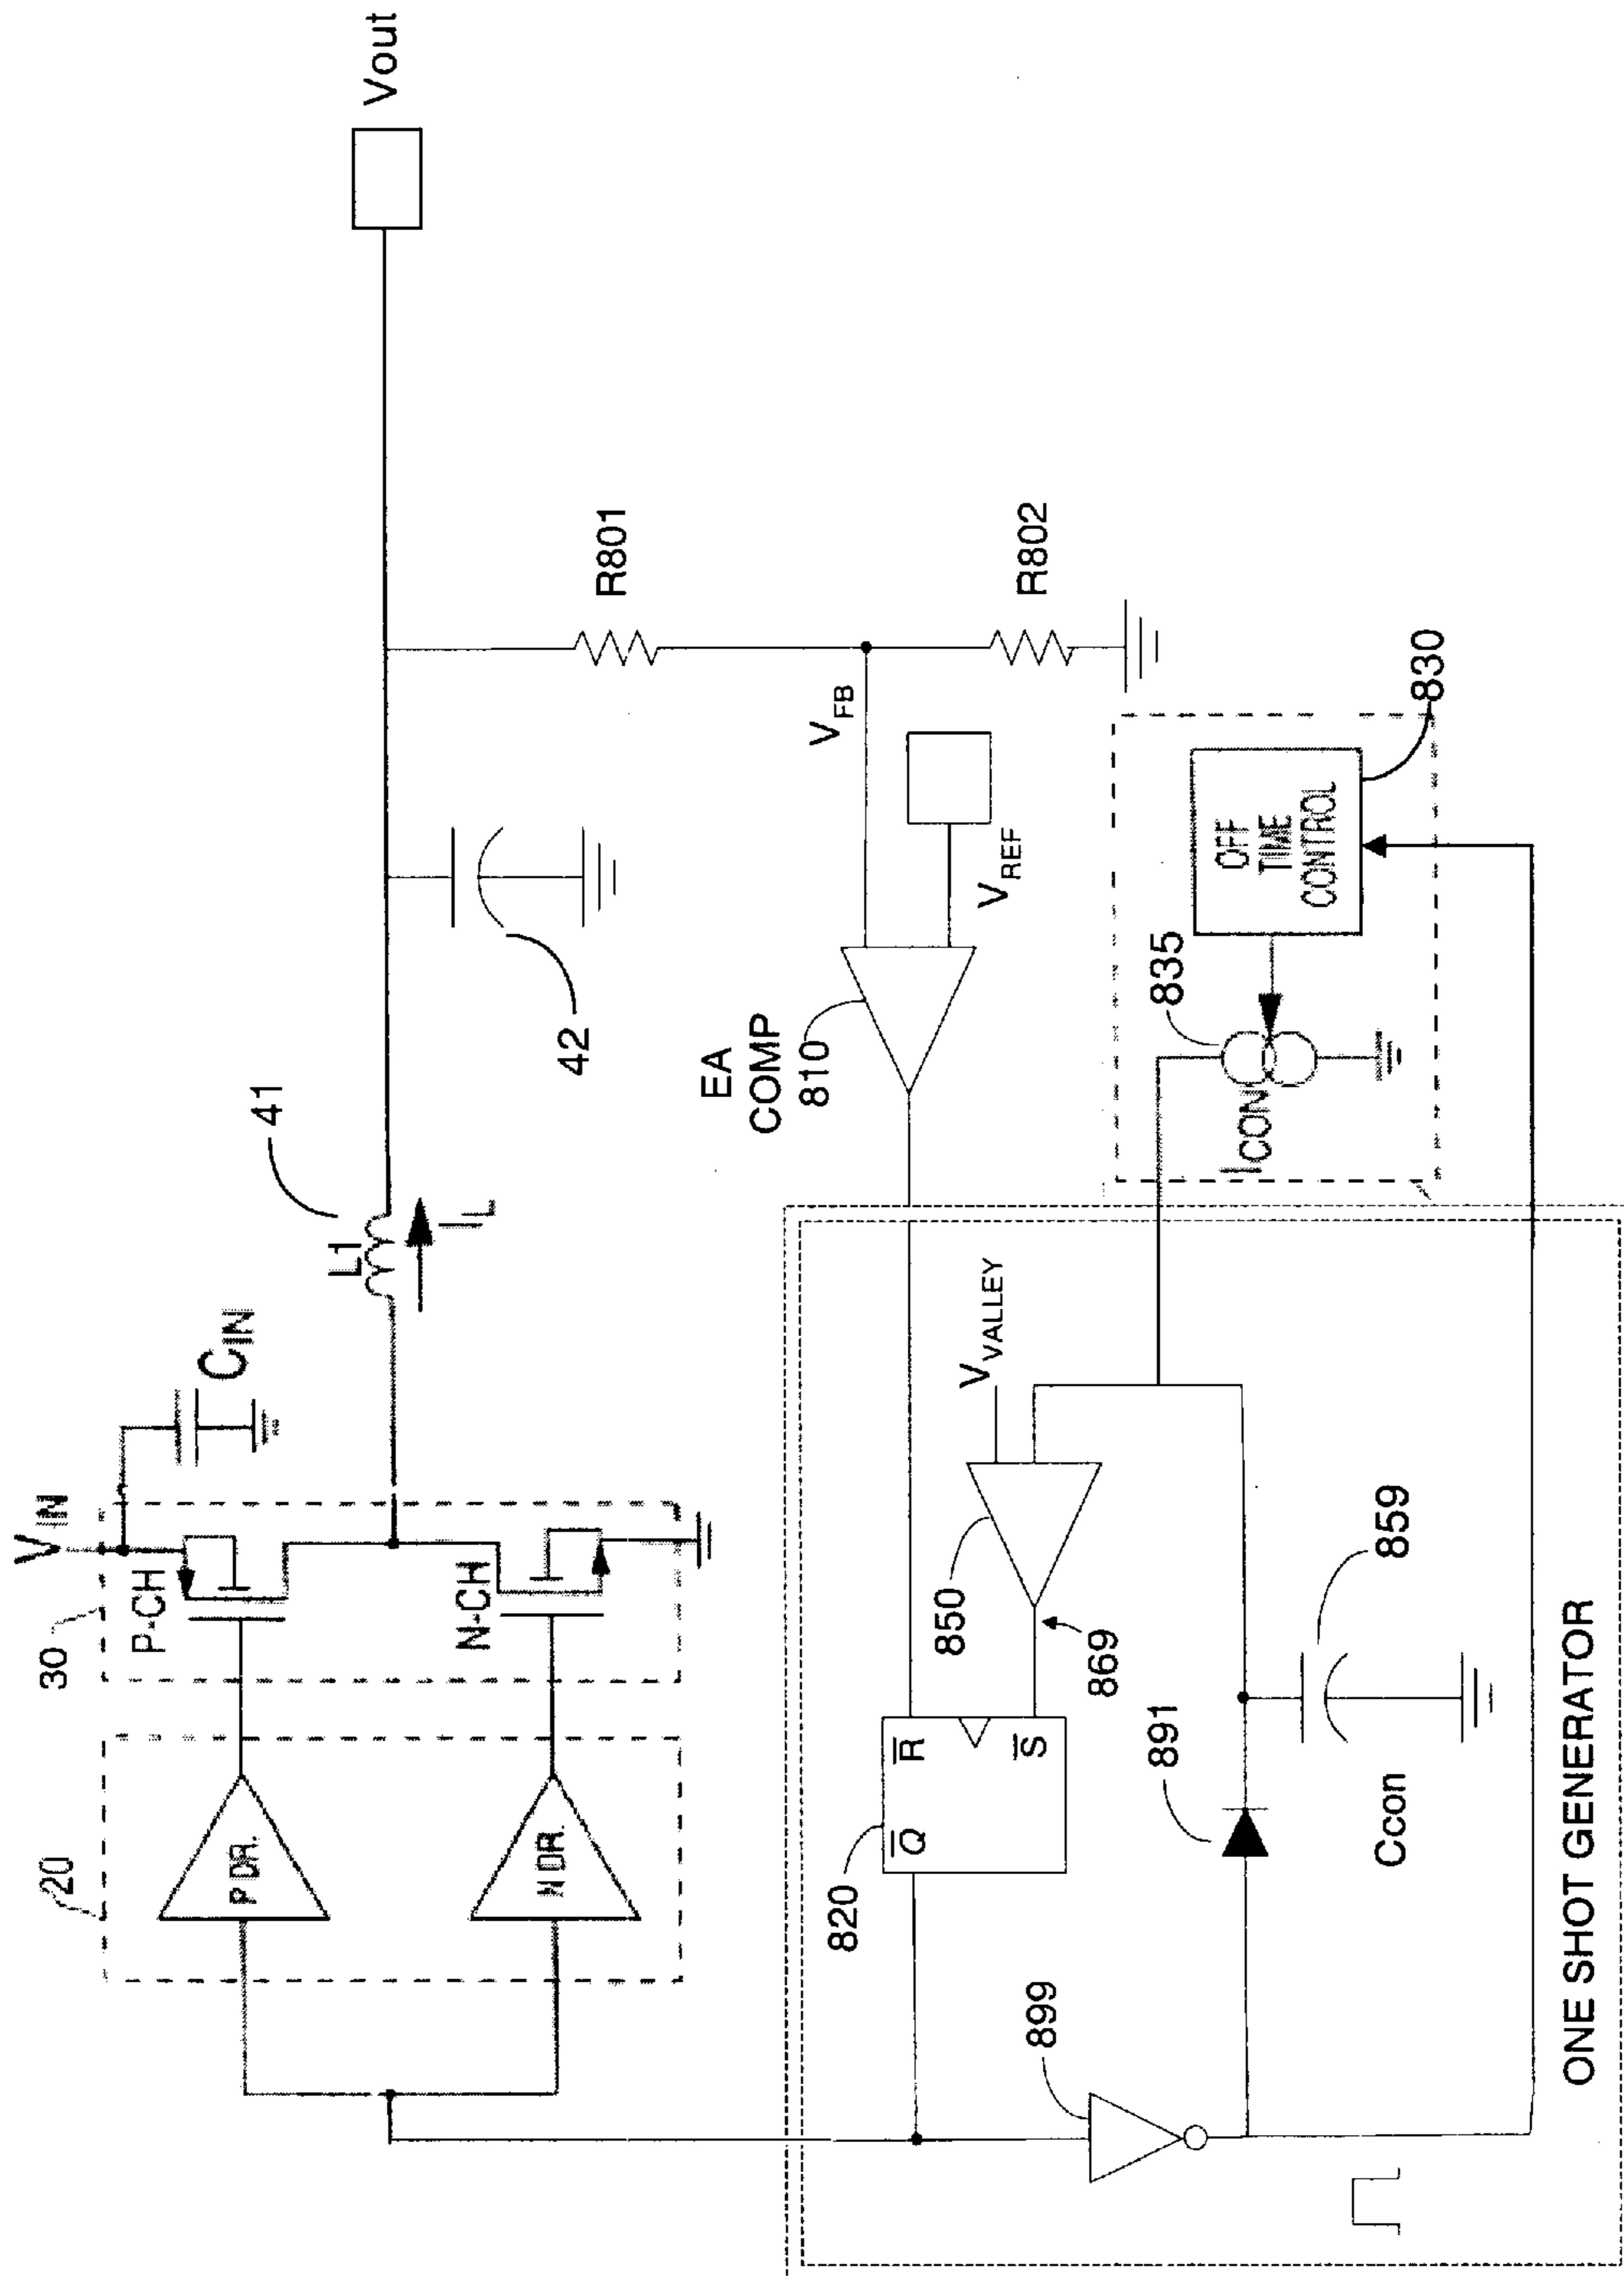 V_IN
C_IN
30
P-CH
N-CH
20
P DR.
N DR.
L1
41
I_L
42
Vout
R801
R802
V_FB
V_REF
EA
COMP
810
820
Q̅
R̅
S̅
V_VALLEY
850
869
835
I_CON
OFF
TIME
CONTROL
830
899
891
859
Ccon
ONE SHOT GENERATOR